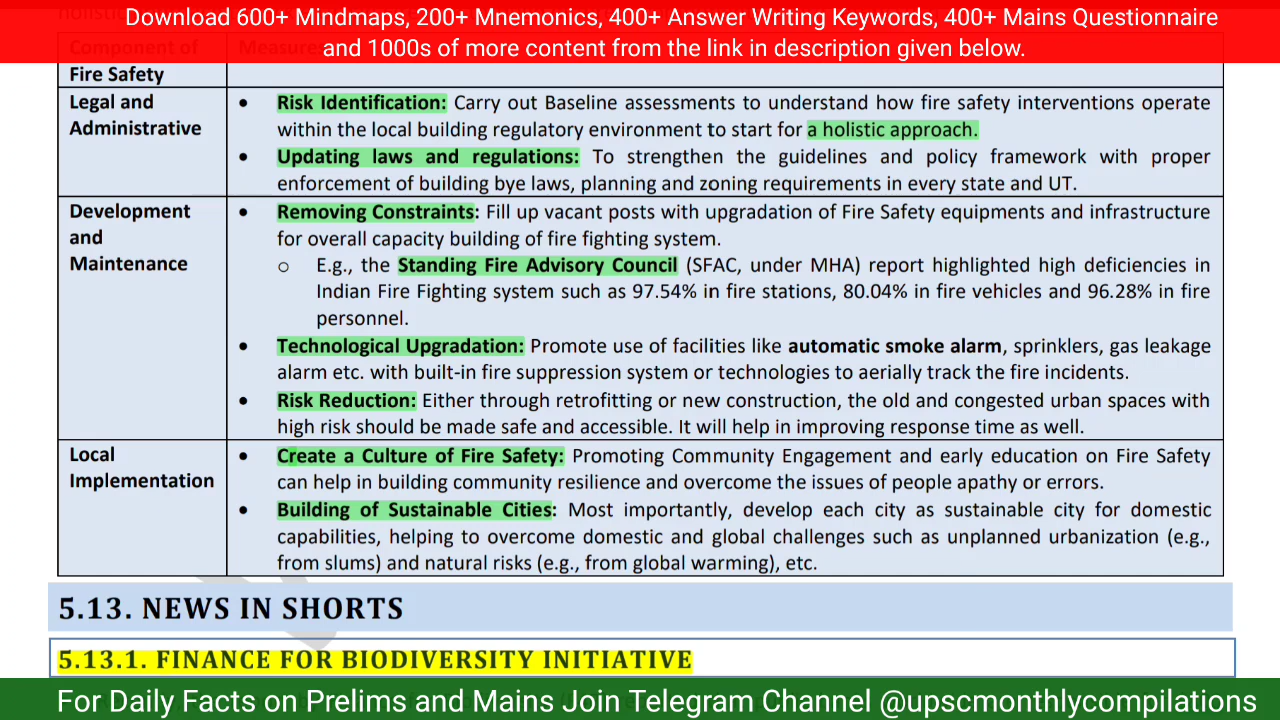 Download 600+ Mindmaps, 200+ Mnemonics, 400+ Answer Writing Keywords, 400+ Mains Questionnaire
and 1000s of more content from the link in description given below.
Component of Measures
Fire Safety
Legal and
Administrative
• Risk Identification: Carry out Baseline assessments to understand how fire safety interventions operate
within the local building regulatory environment to start for a holistic approach.
• Updating laws and regulations: To strengthen the guidelines and policy framework with proper
enforcement of building bye laws, planning and zoning requirements in every state and UT.
Development
and
Maintenance
• Removing Constraints: Fill up vacant posts with upgradation of Fire Safety equipments and infrastructure
for overall capacity building of fire fighting system.
o E.g., the Standing Fire Advisory Council (SFAC, under MHA) report highlighted high deficiencies in
Indian Fire Fighting system such as 97.54% in fire stations, 80.04% in fire vehicles and 96.28% in fire
personnel.
• Technological Upgradation: Promote use of facilities like automatic smoke alarm, sprinklers, gas leakage
alarm etc. with built-in fire suppression system or technologies to aerially track the fire incidents.
• Risk Reduction: Either through retrofitting or new construction, the old and congested urban spaces with
high risk should be made safe and accessible. It will help in improving response time as well.
Local
Implementation
• Create a Culture of Fire Safety: Promoting Community Engagement and early education on Fire Safety
can help in building community resilience and overcome the issues of people apathy or errors.
• Building of Sustainable Cities: Most importantly, develop each city as sustainable city for domestic
capabilities, helping to overcome domestic and global challenges such as unplanned urbanization (e.g.,
from slums) and natural risks (e.g., from global warming), etc.
5.13. NEWS IN SHORTS
5.13.1. FINANCE FOR BIODIVERSITY INITIATIVE
For Daily Facts on Prelims and Mains Join Telegram Channel @upscmonthlycompilations